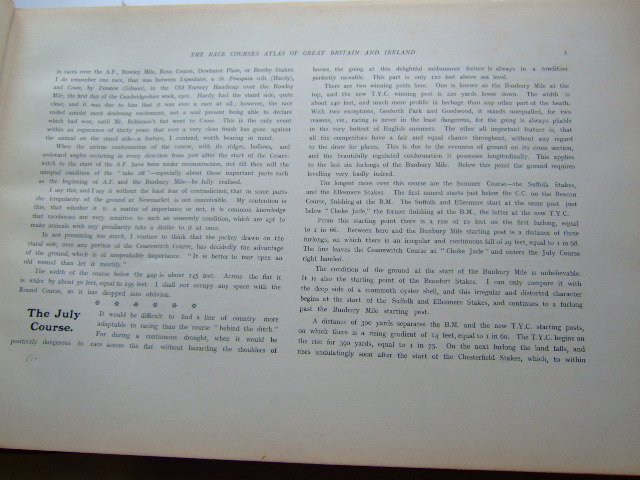 THE RACE COURSES ATLAS OF GREAT BRITAIN AND IRELAND.
1
in races over the A.F., Rowley Mile, Ross Course, Dewhurst Plate, or Bretby Stakes.
I do remember one race, that was between Liquidator, a St. Frusquin colt (Hardy),
and Cosen, by Florentine (Gibson), in the Old Nursery Handicap over the Rowley
Mile, the first day of the Cambridgeshire week, 1901. Hardy had the stand side, quite
close, and it was due to him that it was ever a race at all; however, the race
ended amidst most deafening excitement, not a soul present being able to declare
which had won, until Mr. Robinson's that went to Cosen. This is the only event
within an experience of thirty years that ever a very close finish has gone against
the animal on the stand side—a feature, I contend, worth bearing in mind.
When the entire conformation of the course, with its ridges, hollows, and
awkward angles occurring in every direction from just after the start of the Cesare-
witch to the start of the A.F. have been under reconstruction, not till then will the
unequal condition of the "take off"—especially about these important parts such
as the beginning of A.F. and the Bunbury Mile—be fully realised.
I say this, and I say it without the least fear of contradiction, that in some parts
the irregularity of the ground at Newmarket is not conceivable. My contention is
this, that whether it is a matter of importance or not, it is common knowledge
that racehorses are very sensitive to such an unseemly condition, which are apt to
make animals with any peculiarity take a dislike to it at once.
In not presuming too much, I venture to think that the jockey drawn on the
stand side, over any portion of the Cesarewitch Course, has decidedly the advantage
of the ground, which is of unspeakable importance. "It is better to tear open an
old wound than let it mortify."
The width of the course below the gap is about 145 feet. Across the flat it
is wider by about 50 feet, equal to 195 feet. I shall not occupy any space with the
Round Course, as it has dropped into oblivion.
* * * * * *
The July
Course.
It would be difficult to find a line of country more
adaptable to racing than the course "behind the ditch."
For during a continuous drought, when it would be
positively dangerous to race across the flat without hazarding the shoulders of
horses, the going at this delightful midsummer fixture is always in a condition
perfectly movable. This part is only 120 feet above sea level.
There are two winning posts here. One is known as the Bunbury Mile at the
top, and the new T.Y.C. winning post is 220 yards lower down. The width is
about 140 feet, and much more prolific in herbage than any other part of the heath.
With two exceptions, Gosforth Park and Goodwood, it stands unequalled, for two
reasons, viz., racing is never in the least dangerous, for the going is always pliable
in the very hottest of English summers. The other all important feature is, that
all the competitors have a fair and equal chance throughout, without any regard
to the draw for places. This is due to the evenness of ground on its cross section,
and the beautifully regulated conformation it possesses longitudinally. This applies
to the last six furlongs of the Bunbury Mile. Below this point the ground requires
levelling very badly indeed.
The longest races over this course are the Summer Course—the Suffolk Stakes,
and the Ellesmere Stakes. The first named starts just below the C.C. on the Beacon
Course, finishing at the B.M. The Suffolk and Ellesmere start at the same post just
below "Choke Jade," the former finishing at the B.M., the latter at the new T.Y.C.
From this starting point there is a rise of 10 feet on the first furlong, equal
to 1 in 66. Between here and the Bunbury Mile starting post is a distance of three
furlongs, on which there is an irregular and continuous fall of 29 feet, equal to 1 in 68.
The line leaves the Cesarewitch Course at "Choke Jade" and enters the July Course
right handed.
The condition of the ground at the start of the Bunbury Mile is unbelievable.
It is also the starting point of the Beaufort Stakes. I can only compare it with
the deep side of a mammoth oyster shell, and this irregular and distorted character
begins at the start of the Suffolk and Ellesmere Stakes, and continues to a furlong
past the Bunbury Mile starting post.
A distance of 300 yards separates the B.M. and the new T.Y.C. starting posts,
on which there is a rising gradient of 14 feet, equal to 1 in 60. The T.Y.C. begins on
the rise for 350 yards, equal to 1 in 75. On the next furlong the land falls, and
rises undulatingly soon after the start of the Chesterfield Stakes, which, to within